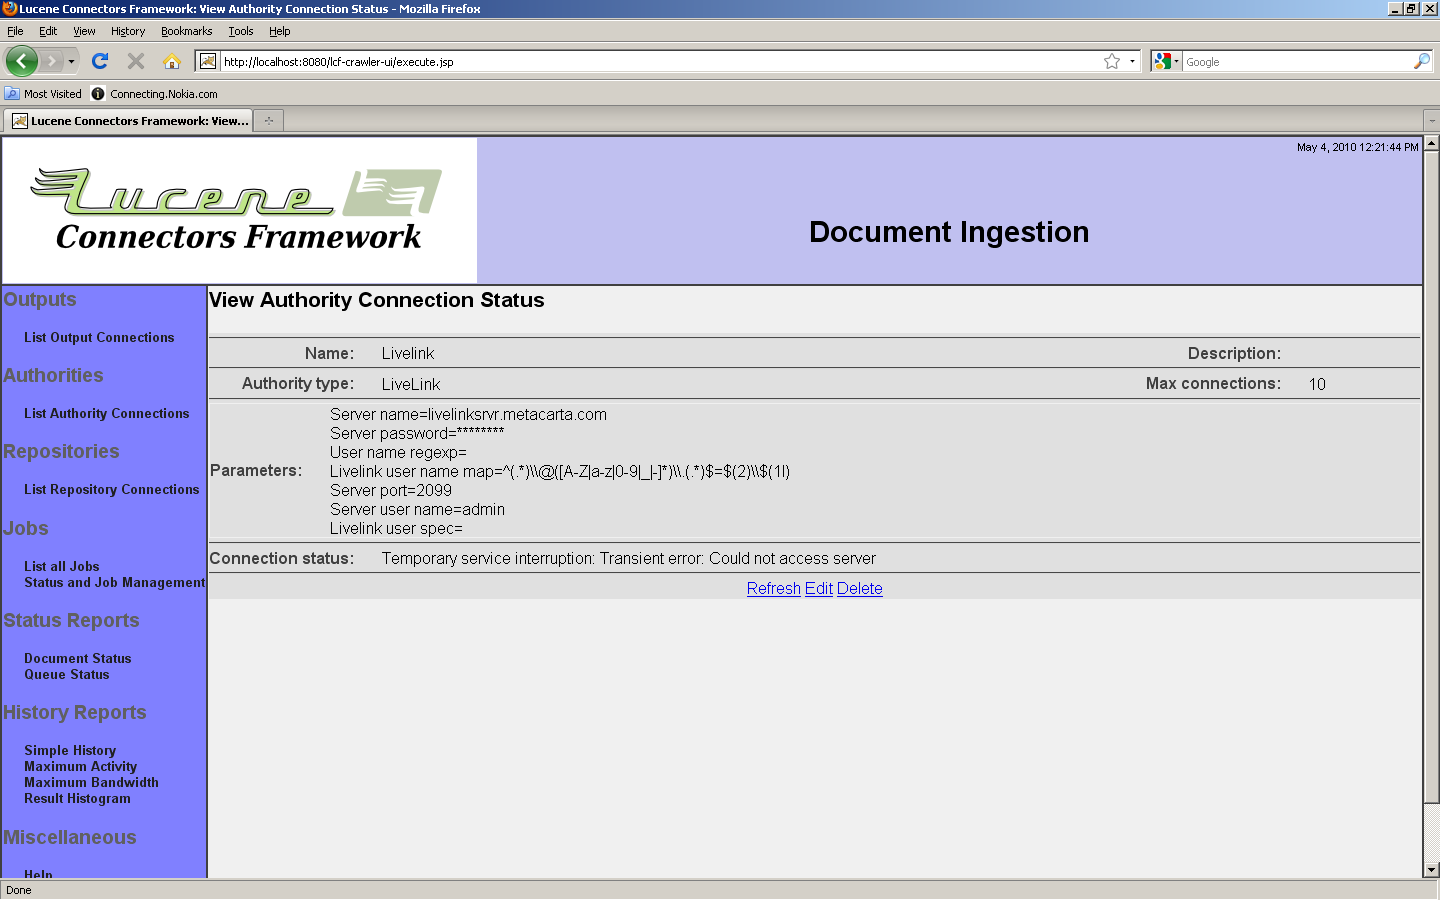 Lucene Connectors Framework: View Authority Connection Status - Mozilla Firefox
File Edit View History Bookmarks Tools Help
http://localhost:8080/lcf-crawler-ui/execute.jsp
Google
Most Visited Connecting.Nokia.com
Lucene Connectors Framework: View...
May 4, 2010 12:21:44 PM
Lucene
Connectors Framework
Document Ingestion
Outputs
List Output Connections
Authorities
List Authority Connections
Repositories
List Repository Connections
Jobs
List all Jobs
Status and Job Management
Status Reports
Document Status
Queue Status
History Reports
Simple History
Maximum Activity
Maximum Bandwidth
Result Histogram
Miscellaneous
Help
View Authority Connection Status
Name: Livelink Description:
Authority type: LiveLink Max connections: 10
Parameters:
Server name=livelinksrvr.metacarta.com
Server password=********
User name regexp=
Livelink user name map=^(.*)\\@([A-Z|a-z|0-9|_|-]*)\\.(.*)$=$(2)\\$(1l)
Server port=2099
Server user name=admin
Livelink user spec=
Connection status: Temporary service interruption: Transient error: Could not access server
Refresh Edit Delete
Done